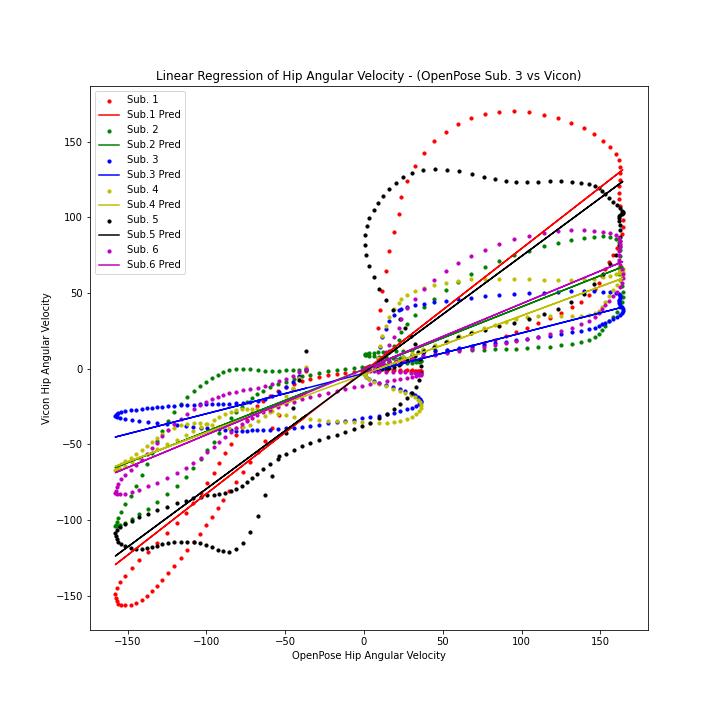 Linear Regression of Hip Angular Velocity - (OpenPose Sub. 3 vs Vicon)
Sub. 1
Sub.1 Pred
Sub. 2
Sub.2 Pred
Sub. 3
Sub.3 Pred
Sub. 4
Sub.4 Pred
Sub. 5
Sub.5 Pred
Sub. 6
Sub.6 Pred
150
100
50
0
−50
−100
−150
Vicon Hip Angular Velocity
−150 −100 −50 0 50 100 150
OpenPose Hip Angular Velocity